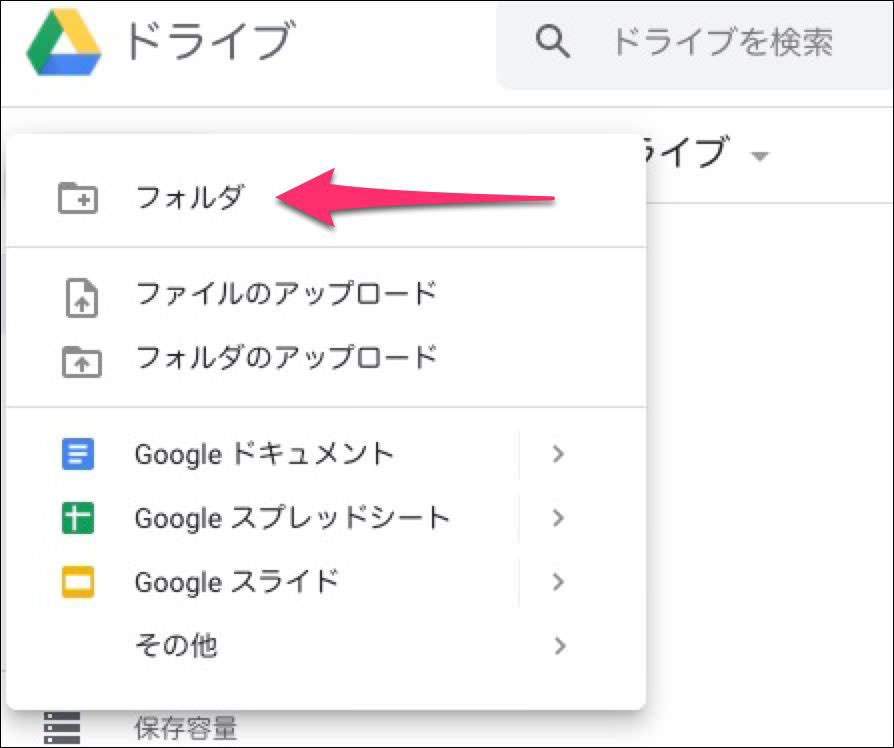 ドライブ
ドライブを検索
ライブ
フォルダ
ファイルのアップロード
フォルダのアップロード
Google ドキュメント
Google スプレッドシート
Google スライド
その他
保存容量